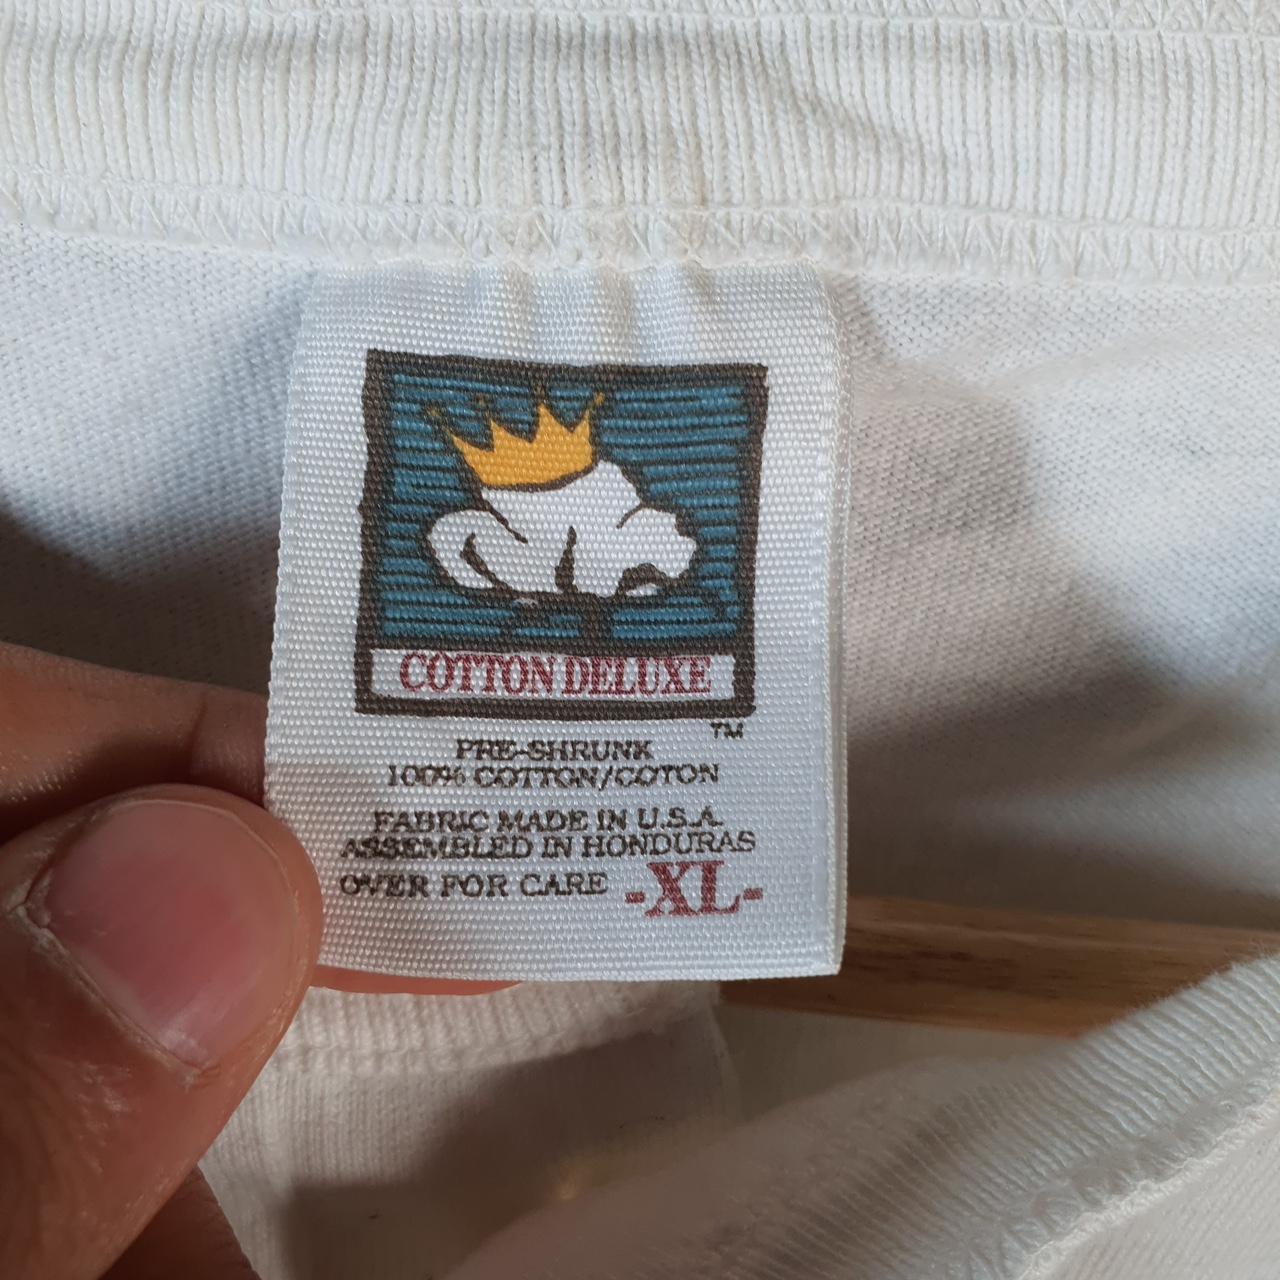 COTTON DELUXE
TM
PRE-SHRUNK
100% COTTON/COTON
FABRIC MADE IN U.S.A.
ASSEMBLED IN HONDURAS
OVER FOR CARE -XL-